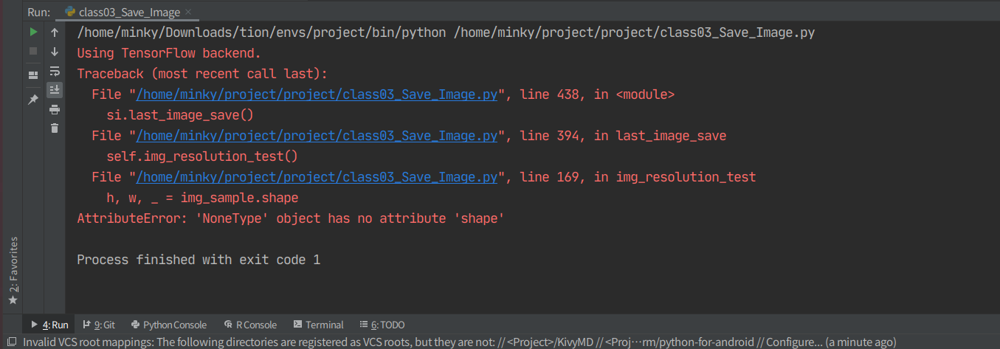 Run: class03_Save_Image
/home/minky/Downloads/tion/envs/project/bin/python /home/minky/project/project/class03_Save_Image.py
Using TensorFlow backend.
Traceback (most recent call last):
File "/home/minky/project/project/class03_Save_Image.py", line 438, in <module>
si.last_image_save()
File "/home/minky/project/project/class03_Save_Image.py", line 394, in last_image_save
self.img_resolution_test()
File "/home/minky/project/project/class03_Save_Image.py", line 169, in img_resolution_test
h, w, _ = img_sample.shape
AttributeError: 'NoneType' object has no attribute 'shape'
Process finished with exit code 1
2: Favorites
4: Run 9: Git Python Console R Console Terminal 6: TODO
Invalid VCS root mappings: The following directories are registered as VCS roots, but they are not: // <Project>/KivyMD // <Proj⋯rm/python-for-android // Configure... (a minute ago)